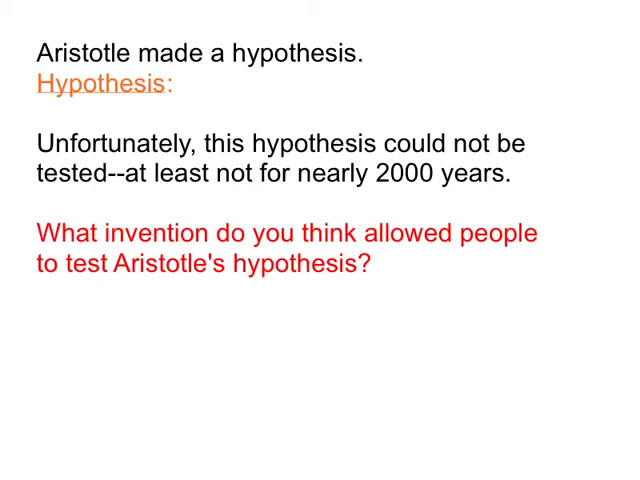 Aristotle made a hypothesis.
Hypothesis:
Unfortunately, this hypothesis could not be
tested--at least not for nearly 2000 years.
What invention do you think allowed people
to test Aristotle's hypothesis?